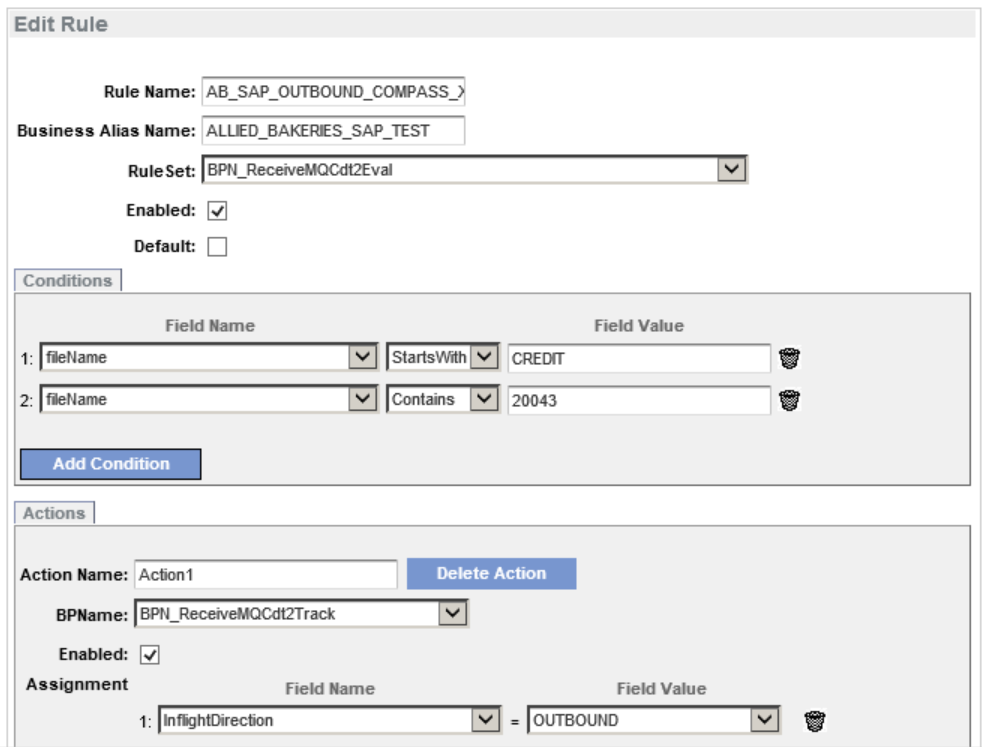 Edit Rule
Rule Name: AB_SAP_OUTBOUND_COMPASS_X
Business Alias Name: ALLIED_BAKERIES_SAP_TEST
RuleSet: BPN_ReceiveMQCdt2Eval
Enabled:
Default:
Conditions
Field Name Field Value
1: fileName StartsWith CREDIT
2: fileName Contains 20043
Add Condition
Actions
Action Name: Action1 Delete Action
BPName: BPN_ReceiveMQCdt2Track
Enabled:
Assignment
Field Name Field Value
1: InflightDirection = OUTBOUND